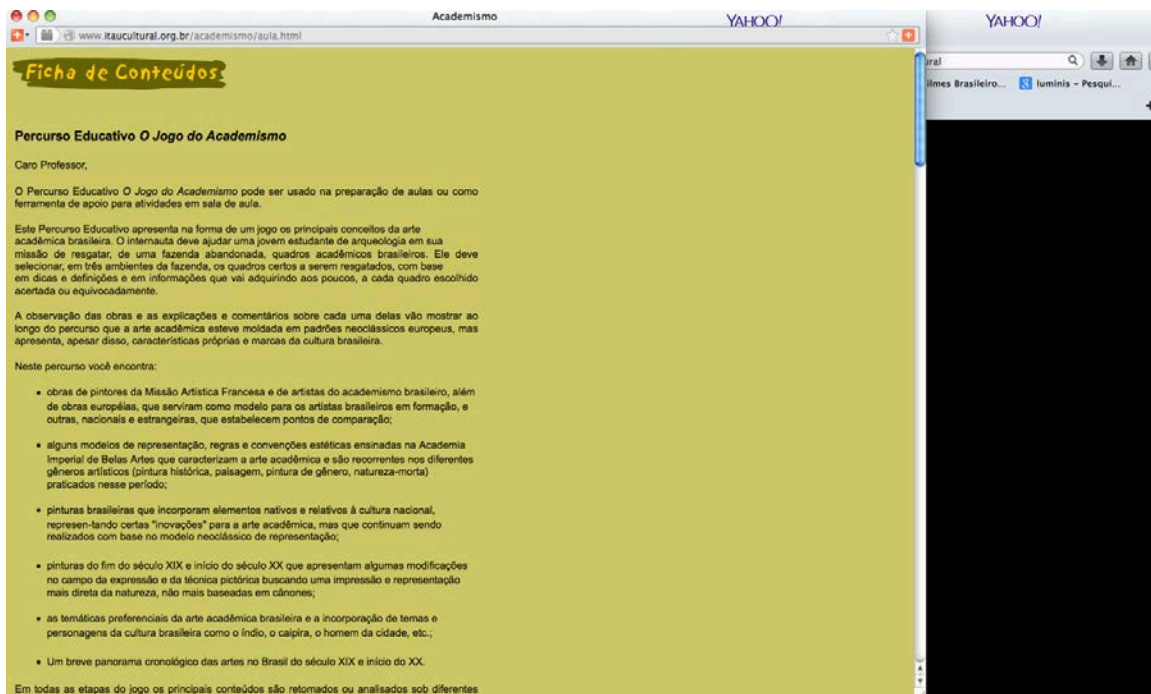 Academismo
YAHOO!
YAHOO!
www.itaucultural.org.br/academismo/aula.html
ural
ilmes Brasileiro...
luminis - Pesqui...
Ficha de Conteúdos
Percurso Educativo O Jogo do Academismo
Caro Professor,
O Percurso Educativo O Jogo do Academismo pode ser usado na preparação de aulas ou como
ferramenta de apoio para atividades em sala de aula.
Este Percurso Educativo apresenta na forma de um jogo os principais conceitos da arte
acadêmica brasileira. O internauta deve ajudar uma jovem estudante de arqueologia em sua
missão de resgatar, de uma fazenda abandonada, quadros acadêmicos brasileiros. Ele deve
selecionar, em três ambientes da fazenda, os quadros certos a serem resgatados, com base
em dicas e definições e em informações que vai adquirindo aos poucos, a cada quadro escolhido
acertada ou equivocadamente.
A observação das obras e as explicações e comentários sobre cada uma delas vão mostrar ao
longo do percurso que a arte acadêmica esteve moldada em padrões neoclássicos europeus, mas
apresenta, apesar disso, características próprias e marcas da cultura brasileira.
Neste percurso você encontra:
• obras de pintores da Missão Artística Francesa e de artistas do academismo brasileiro, além
de obras européias, que serviram como modelo para os artistas brasileiros em formação, e
outras, nacionais e estrangeiras, que estabelecem pontos de comparação;
• alguns modelos de representação, regras e convenções estéticas ensinadas na Academia
Imperial de Belas Artes que caracterizam a arte acadêmica e são recorrentes nos diferentes
gêneros artísticos (pintura histórica, paisagem, pintura de gênero, natureza-morta)
praticados nesse período;
• pinturas brasileiras que incorporam elementos nativos e relativos à cultura nacional,
represen-tando certas "inovações" para a arte acadêmica, mas que continuam sendo
realizados com base no modelo neoclássico de representação;
• pinturas do fim do século XIX e início do século XX que apresentam algumas modificações
no campo da expressão e da técnica pictórica buscando uma impressão e representação
mais direta da natureza, não mais baseadas em cânones;
• as temáticas preferenciais da arte acadêmica brasileira e a incorporação de temas e
personagens da cultura brasileira como o índio, o caipira, o homem da cidade, etc.;
• Um breve panorama cronológico das artes no Brasil do século XIX e início do XX.
Em todas as etapas do jogo os principais conteúdos são retomados ou analisados sob diferentes